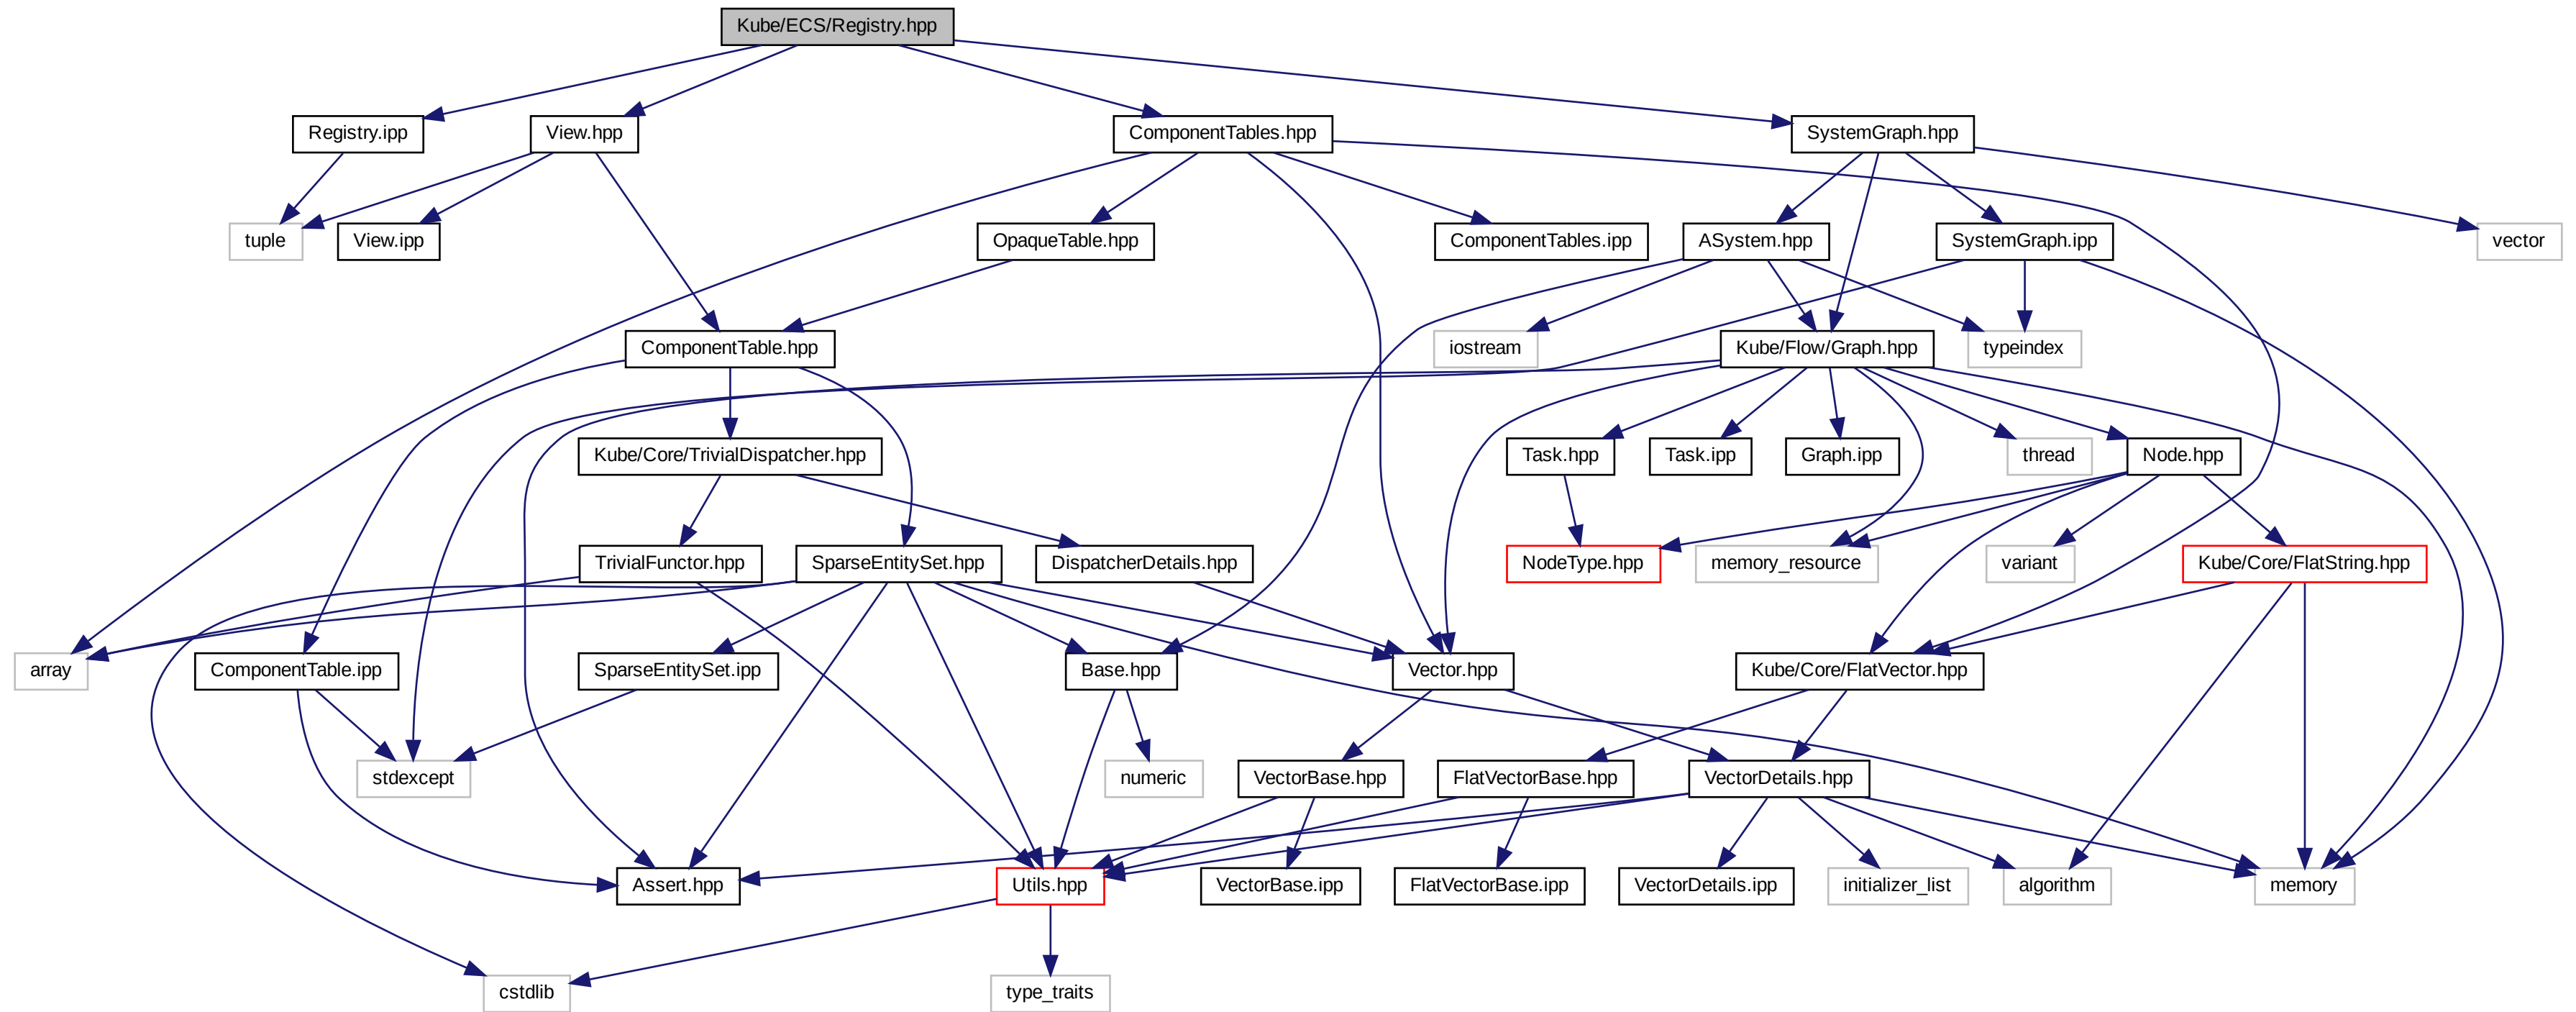 Kube/ECS/Registry.hpp
Registry.ipp
View.hpp
ComponentTables.hpp
SystemGraph.hpp
tuple
View.ipp
OpaqueTable.hpp
ComponentTables.ipp
ASystem.hpp
SystemGraph.ipp
vector
ComponentTable.hpp
iostream
Kube/Flow/Graph.hpp
typeindex
Kube/Core/TrivialDispatcher.hpp
Task.hpp
Task.ipp
Graph.ipp
thread
Node.hpp
TrivialFunctor.hpp
SparseEntitySet.hpp
DispatcherDetails.hpp
NodeType.hpp
memory_resource
variant
Kube/Core/FlatString.hpp
array
ComponentTable.ipp
SparseEntitySet.ipp
Base.hpp
Vector.hpp
Kube/Core/FlatVector.hpp
stdexcept
numeric
VectorBase.hpp
FlatVectorBase.hpp
VectorDetails.hpp
Assert.hpp
Utils.hpp
VectorBase.ipp
FlatVectorBase.ipp
VectorDetails.ipp
initializer_list
algorithm
memory
cstdlib
type_traits